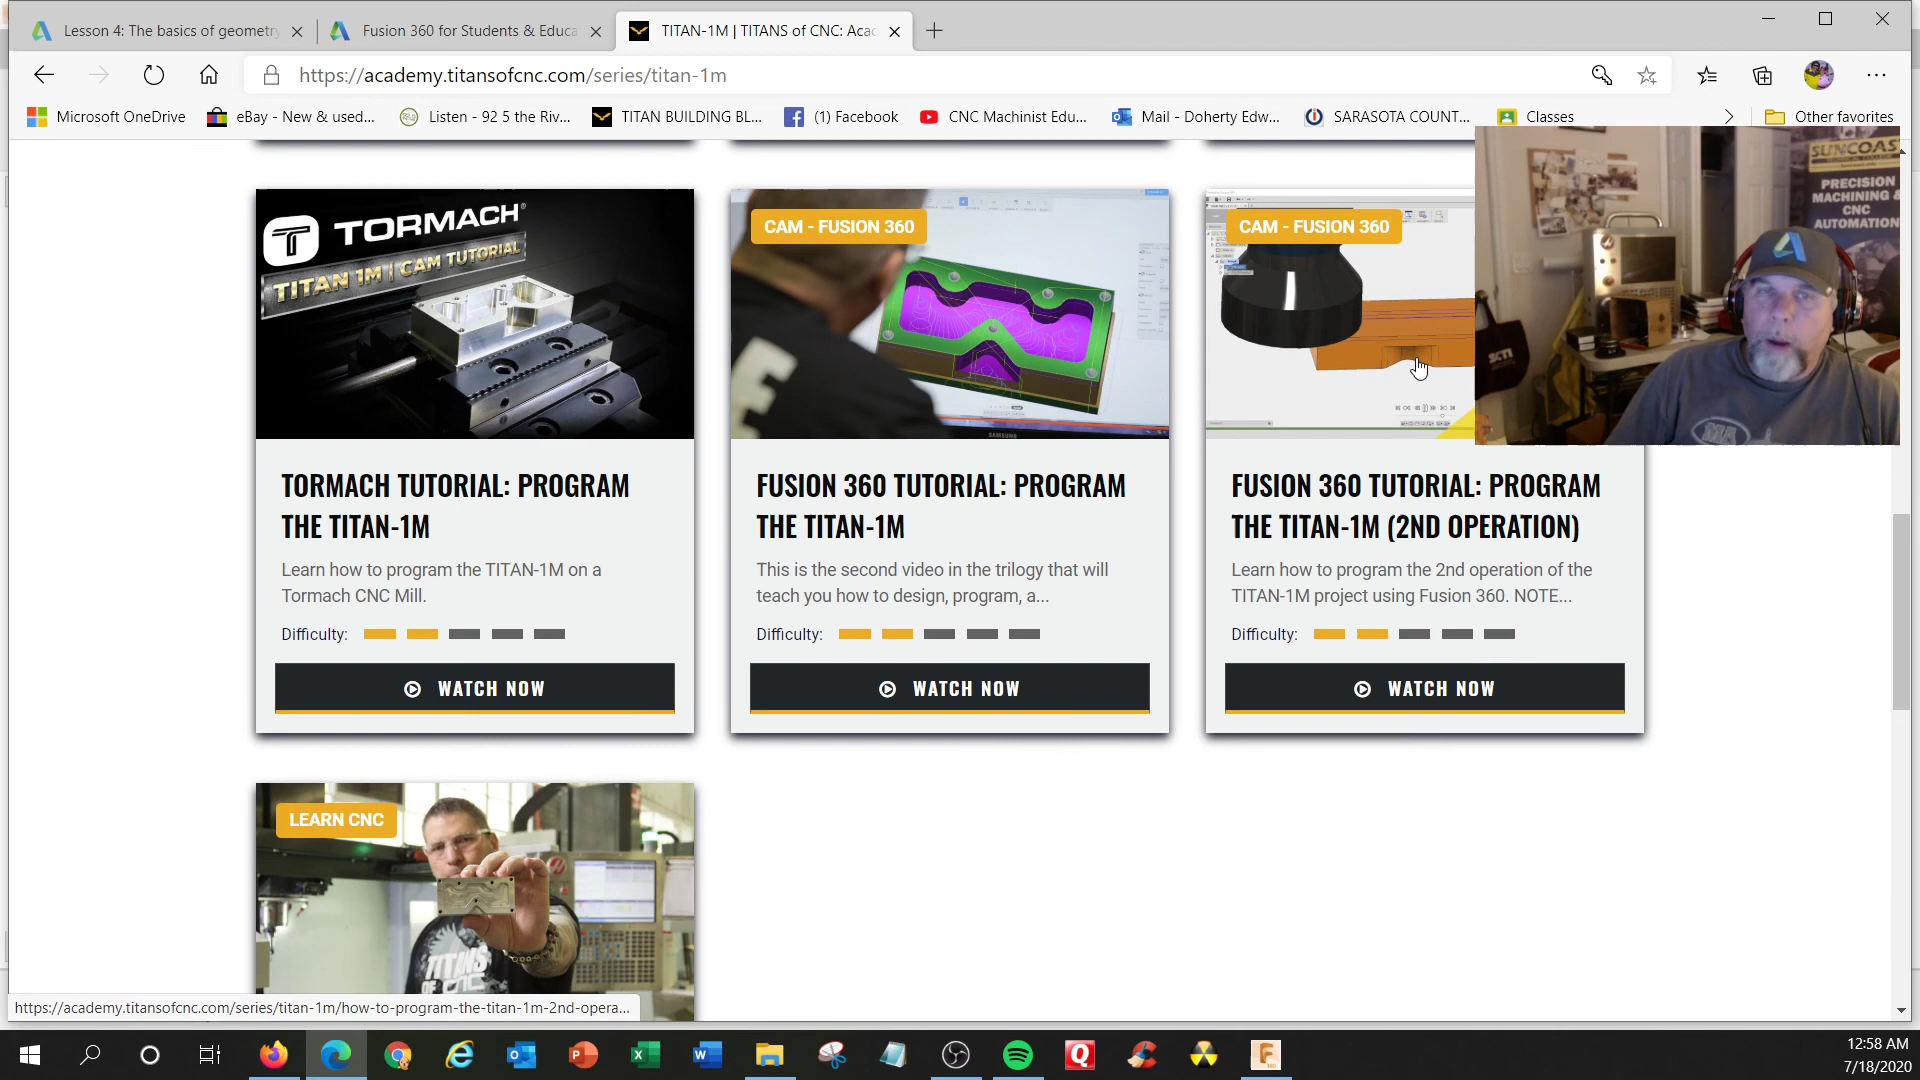 Lesson 4: The basics of geometry
Fusion 360 for Students & Educa
TITAN-1M | TITANS of CNC: Acad
https://academy.titansofcnc.com/series/titan-1m
Microsoft OneDrive
eBay - New & used...
Listen - 92 5 the Riv...
TITAN BUILDING BL...
(1) Facebook
CNC Machinist Edu...
Mail - Doherty Edw...
SARASOTA COUNT...
Classes
Other favorites
TORMACH®
TITAN 1M | CAM TUTORIAL
CAM - FUSION 360
SAMSUNG
CAM - FUSION 360
SUNCOAS
PRECISION
MACHINING &
CNC
AUTOMATION
SCTI
TORMACH TUTORIAL: PROGRAM
THE TITAN-1M
Learn how to program the TITAN-1M on a
Tormach CNC Mill.
Difficulty:
WATCH NOW
FUSION 360 TUTORIAL: PROGRAM
THE TITAN-1M
This is the second video in the trilogy that will
teach you how to design, program, a...
Difficulty:
WATCH NOW
FUSION 360 TUTORIAL: PROGRAM
THE TITAN-1M (2ND OPERATION)
Learn how to program the 2nd operation of the
TITAN-1M project using Fusion 360. NOTE...
Difficulty:
WATCH NOW
LEARN CNC
TITANS
OF CNC
https://academy.titansofcnc.com/series/titan-1m/how-to-program-the-titan-1m-2nd-opera...
12:58 AM
7/18/2020